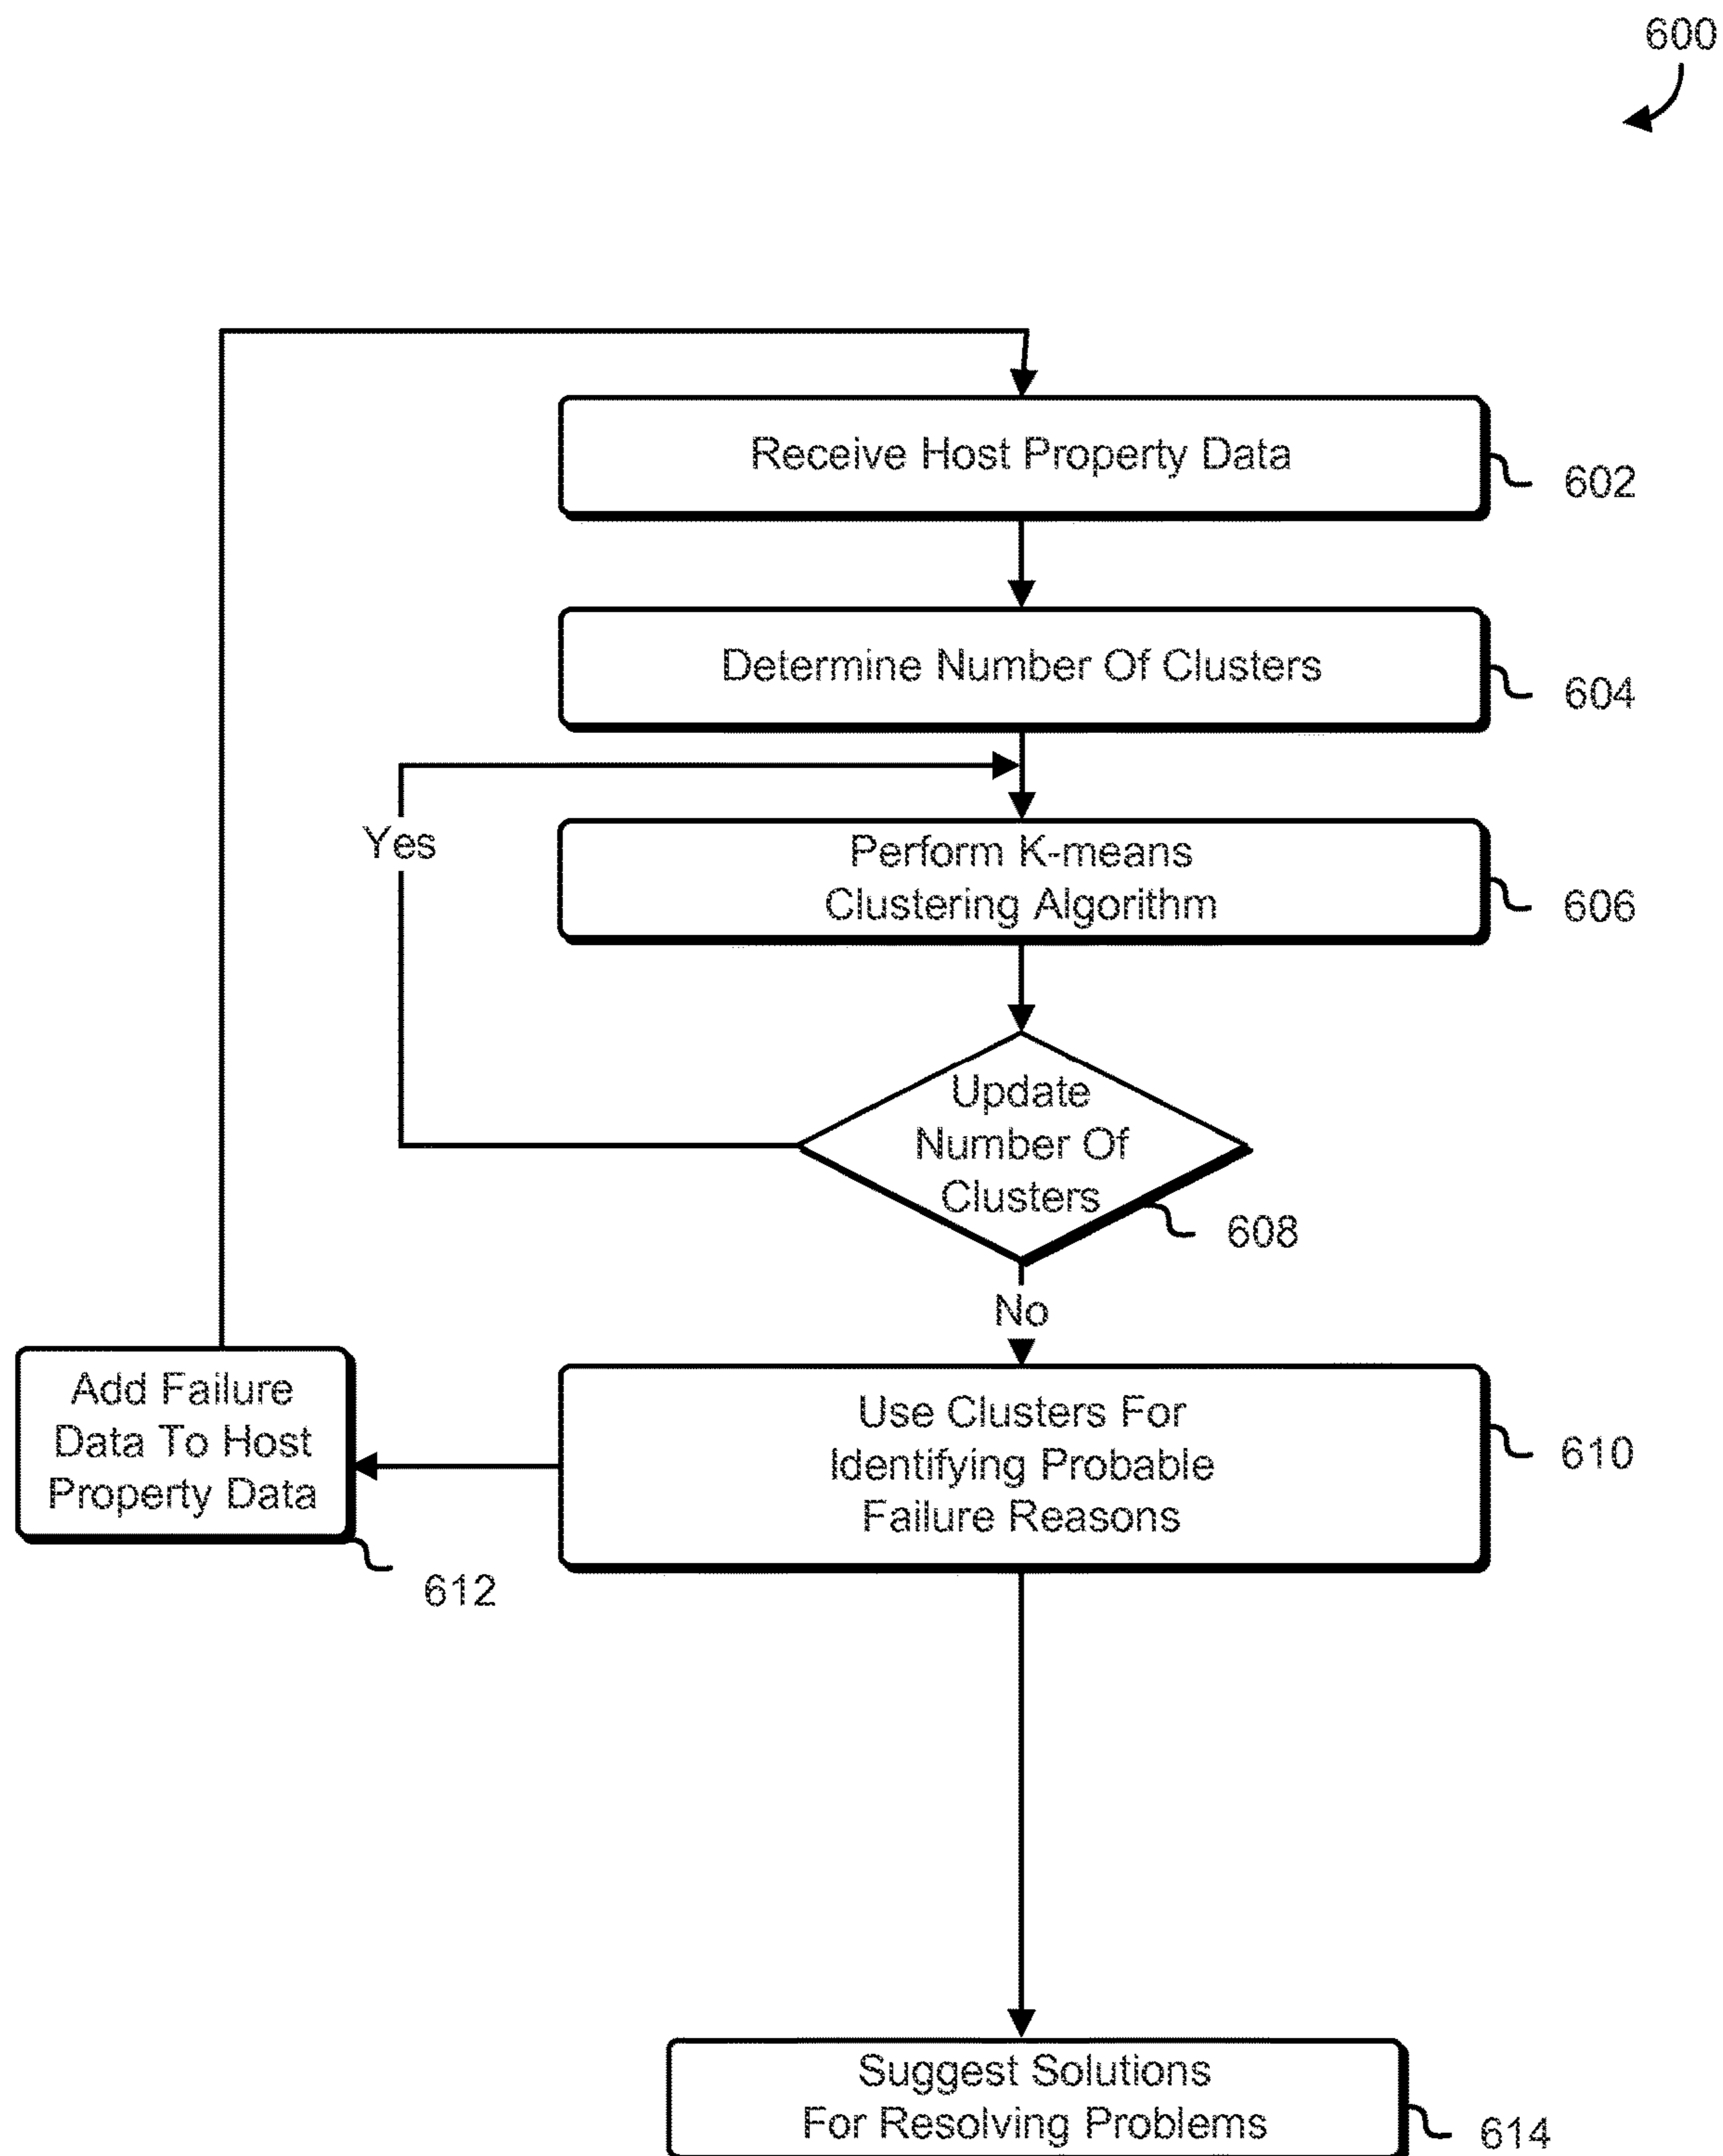 600
Receive Host Property Data
602
Determine Number Of Clusters
604
Yes
Perform K-means
Clustering Algorithm
606
Update
Number Of
Clusters
608
No
Add Failure
Data To Host
Property Data
612
Use Clusters For
Identifying Probable
Failure Reasons
610
Suggest Solutions
For Resolving Problems
614